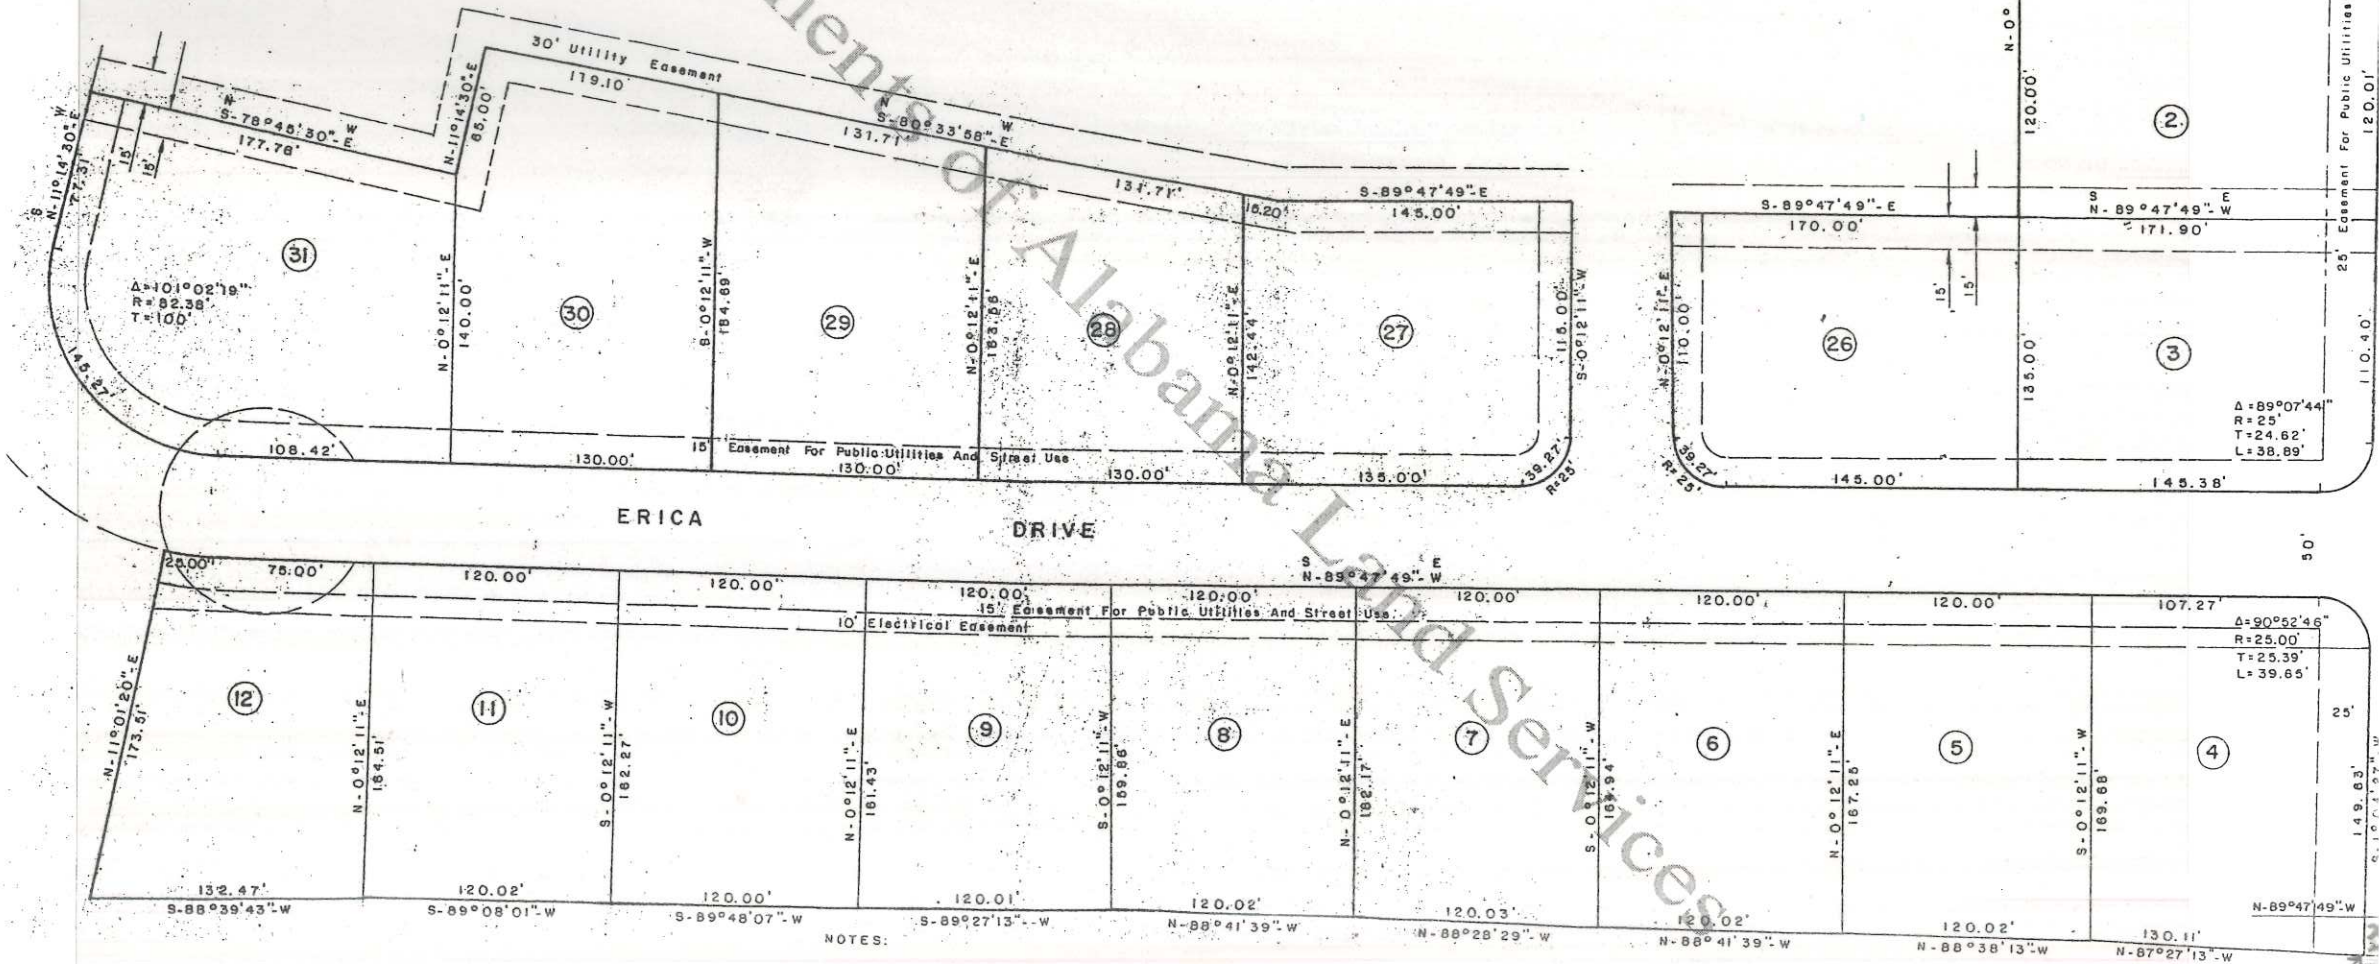 ments of Alabama Land Services
30' Utility Easement
179.10
N W
S-78°45'30"-E
177.76'
15'
15'
S W
N-11°14'30"-E
77.31'
N-11°14'30"-E
65.00'
N W
S-80°33'58"-E
131.71'
131.71'
15.20'
S-89°47'49"-E
145.00'
31
Δ=101°02'19"
R=82.38'
T=100'
145.27'
N-0°12'11"-E
140.00'
30
S-0°12'11"-W
184.69'
29
N-0°12'11"-E
163.56'
28
N-0°12'11"-E
142.44'
27
115.00'
S-0°12'11"-W
39.27'
R=25'
108.42'
130.00'
15' Easement For Public Utilities And Street Use
130.00'
130.00'
135.00'
N-0°
120.00'
2
25' Easement For Public Utilities
120.01'
S-89°47'49"-E
170.00'
S E
N-89°47'49"-W
171.90'
15'
15'
N-0°12'11"-E
110.00'
26
135.00'
3
110.40'
Δ=89°07'44"
R=25'
T=24.62'
L=38.89'
39.27'
R=25'
145.00'
145.38'
ERICA DRIVE
50'
S E
N-89°47'49"-W
25.00'
75.00'
120.00'
120.00'
120.00'
120.00'
120.00'
120.00'
120.00'
107.27'
15' Easement For Public Utilities And Street Use
10' Electrical Easement
Δ=90°52'46"
R=25.00'
T=25.39'
L=39.65'
25'
N-11°01'20"-E
173.51'
12
N-0°12'11"-E
11
S-0°12'11"-W
162.27'
10
N-0°12'11"-E
161.43'
9
S-0°12'11"-W
159.86'
8
N-0°12'11"-E
162.17'
7
S-0°12'11"-W
6
N-0°12'11"-E
167.25'
5
S-0°12'11"-W
169.68'
4
149.83'
132.47'
S-88°39'43"-W
120.02'
S-89°08'01"-W
120.00'
S-89°48'07"-W
120.01'
S-89°27'13"-W
120.02'
N-88°41'39"-W
120.03'
N-88°28'29"-W
120.02'
N-88°41'39"-W
120.02'
N-88°38'13"-W
130.11'
N-87°27'13"-W
N-89°47'49"-W
NOTES: